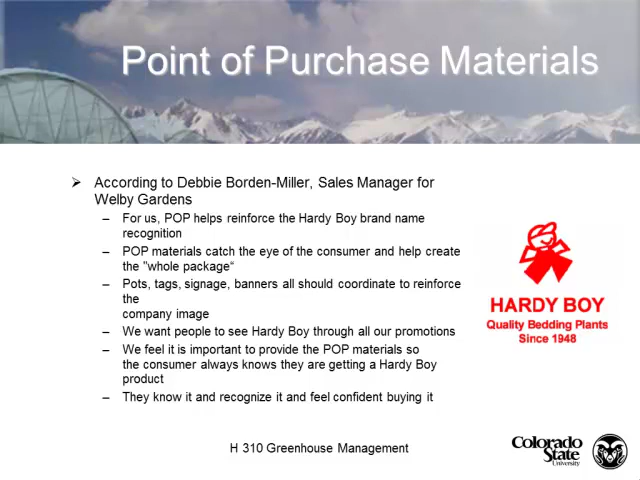 Point of Purchase Materials
➢ According to Debbie Borden-Miller, Sales Manager for
Welby Gardens
– For us, POP helps reinforce the Hardy Boy brand name
recognition
– POP materials catch the eye of the consumer and help create
the "whole package“
– Pots, tags, signage, banners all should coordinate to reinforce
the
company image
– We want people to see Hardy Boy through all our promotions
– We feel it is important to provide the POP materials so
the consumer always knows they are getting a Hardy Boy
product
– They know it and recognize it and feel confident buying it
HARDY BOY
Quality Bedding Plants
Since 1948
H 310 Greenhouse Management
Colorado
State
University